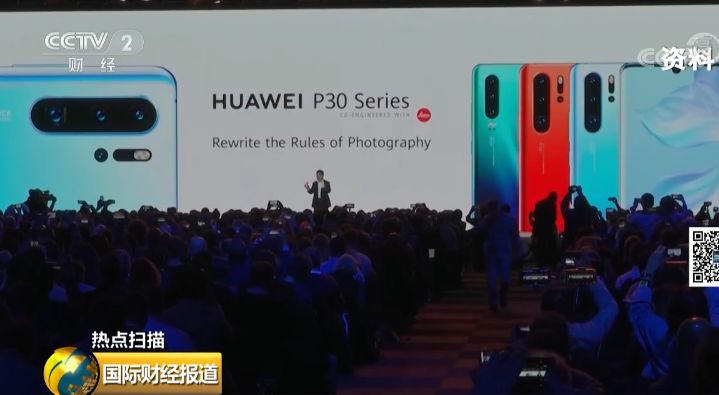 CCTV 2
财经
资料
HUAWEI P30 Series
CO-ENGINEERED WITH
Leica
Rewrite the Rules of Photography
热点扫描
国际财经报道